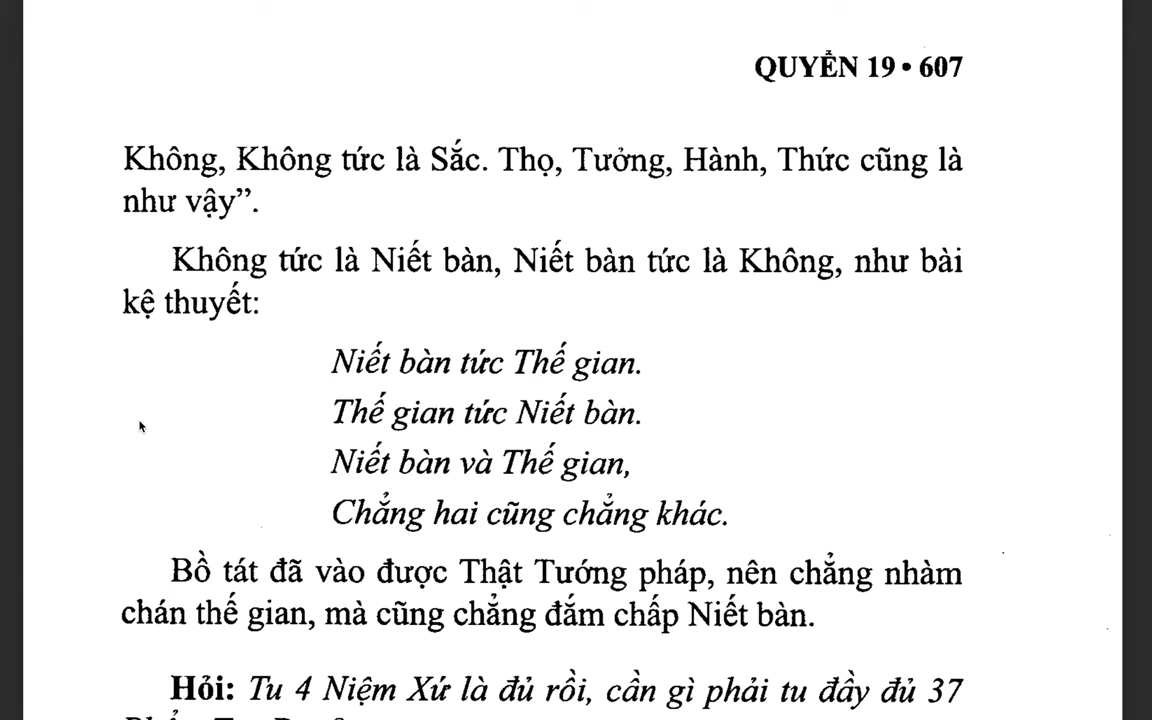 QUYỂN 19 • 607
Không, Không tức là Sắc. Thọ, Tưởng, Hành, Thức cũng là
như vậy”.
Không tức là Niết bàn, Niết bàn tức là Không, như bài
kệ thuyết:
Niết bàn tức Thế gian.
Thế gian tức Niết bàn.
Niết bàn và Thế gian,
Chẳng hai cũng chẳng khác.
Bồ tát đã vào được Thật Tướng pháp, nên chẳng nhàm
chán thế gian, mà cũng chẳng đắm chấp Niết bàn.
Hỏi: Tu 4 Niệm Xứ là đủ rồi, cần gì phải tu đầy đủ 37